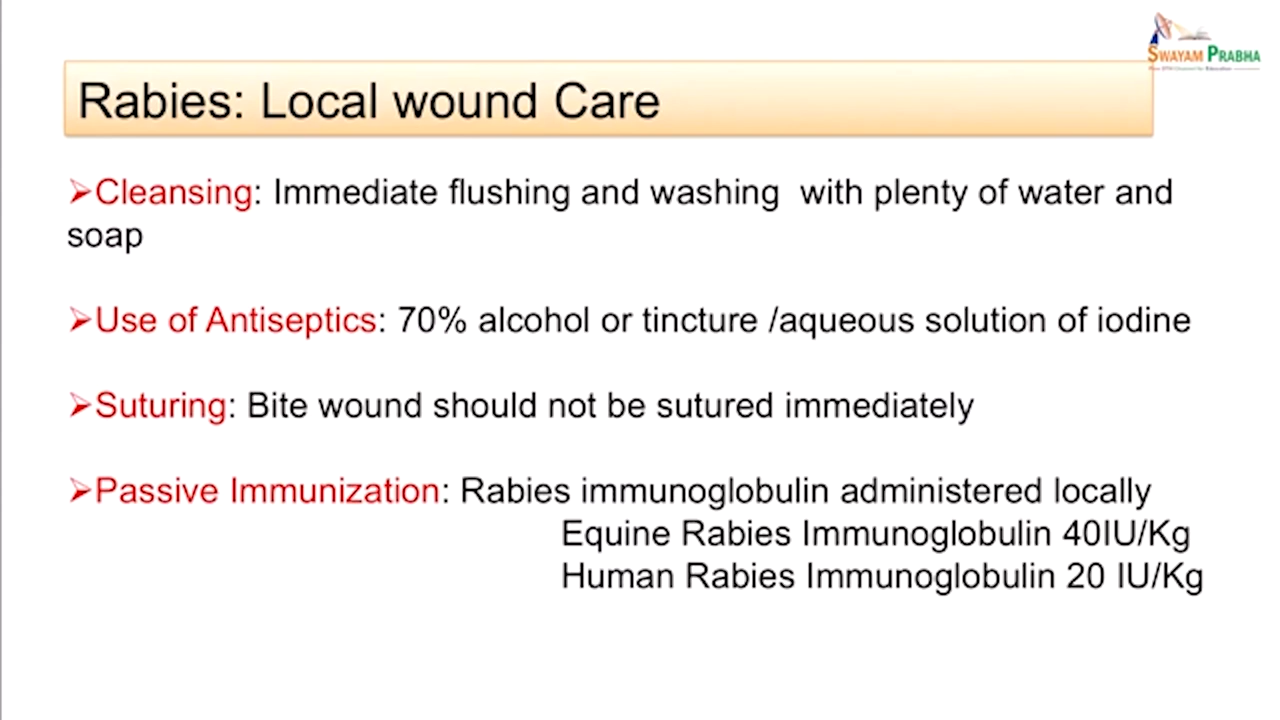 SWAYAM PRABHA
Rabies: Local wound Care
➢Cleansing: Immediate flushing and washing with plenty of water and
soap
➢Use of Antiseptics: 70% alcohol or tincture /aqueous solution of iodine
➢Suturing: Bite wound should not be sutured immediately
➢Passive Immunization: Rabies immunoglobulin administered locally
Equine Rabies Immunoglobulin 40IU/Kg
Human Rabies Immunoglobulin 20 IU/Kg